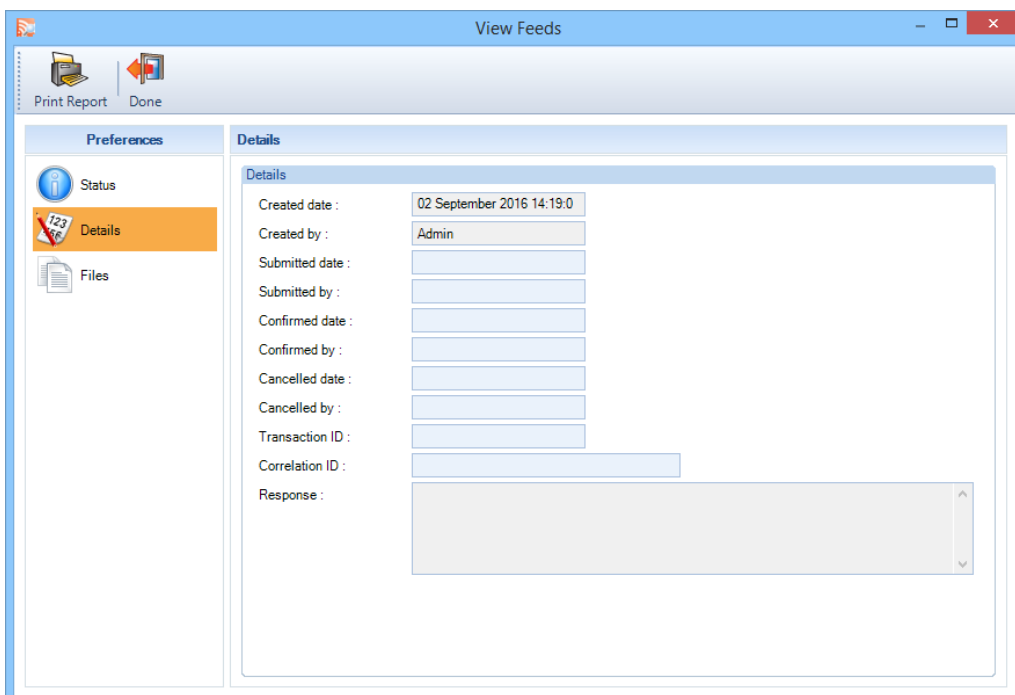 View Feeds
Print Report Done
Preferences
Status
Details
Files
Details
Details
Created date : 02 September 2016 14:19:0
Created by : Admin
Submitted date :
Submitted by :
Confirmed date :
Confirmed by :
Cancelled date :
Cancelled by :
Transaction ID :
Correlation ID :
Response :